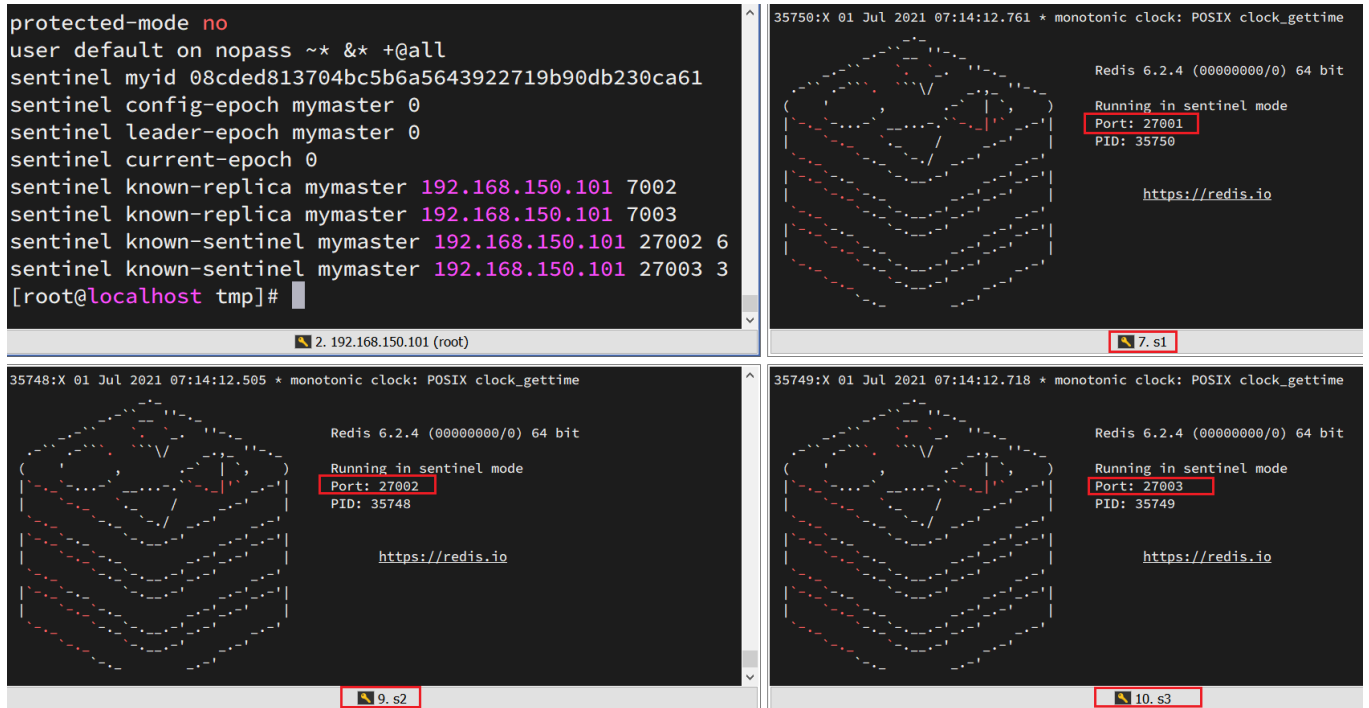 protected-mode no
user default on nopass ~* &* +@all
sentinel myid 08cded813704bc5b6a5643922719b90db230ca61
sentinel config-epoch mymaster 0
sentinel leader-epoch mymaster 0
sentinel current-epoch 0
sentinel known-replica mymaster 192.168.150.101 7002
sentinel known-replica mymaster 192.168.150.101 7003
sentinel known-sentinel mymaster 192.168.150.101 27002 6
sentinel known-sentinel mymaster 192.168.150.101 27003 3
[root@localhost tmp]#
2. 192.168.150.101 (root)
35750:X 01 Jul 2021 07:14:12.761 * monotonic clock: POSIX clock_gettime
Redis 6.2.4 (00000000/0) 64 bit
Running in sentinel mode
Port: 27001
PID: 35750
https://redis.io
7. s1
35748:X 01 Jul 2021 07:14:12.505 * monotonic clock: POSIX clock_gettime
Redis 6.2.4 (00000000/0) 64 bit
Running in sentinel mode
Port: 27002
PID: 35748
https://redis.io
9. s2
35749:X 01 Jul 2021 07:14:12.718 * monotonic clock: POSIX clock_gettime
Redis 6.2.4 (00000000/0) 64 bit
Running in sentinel mode
Port: 27003
PID: 35749
https://redis.io
10. s3